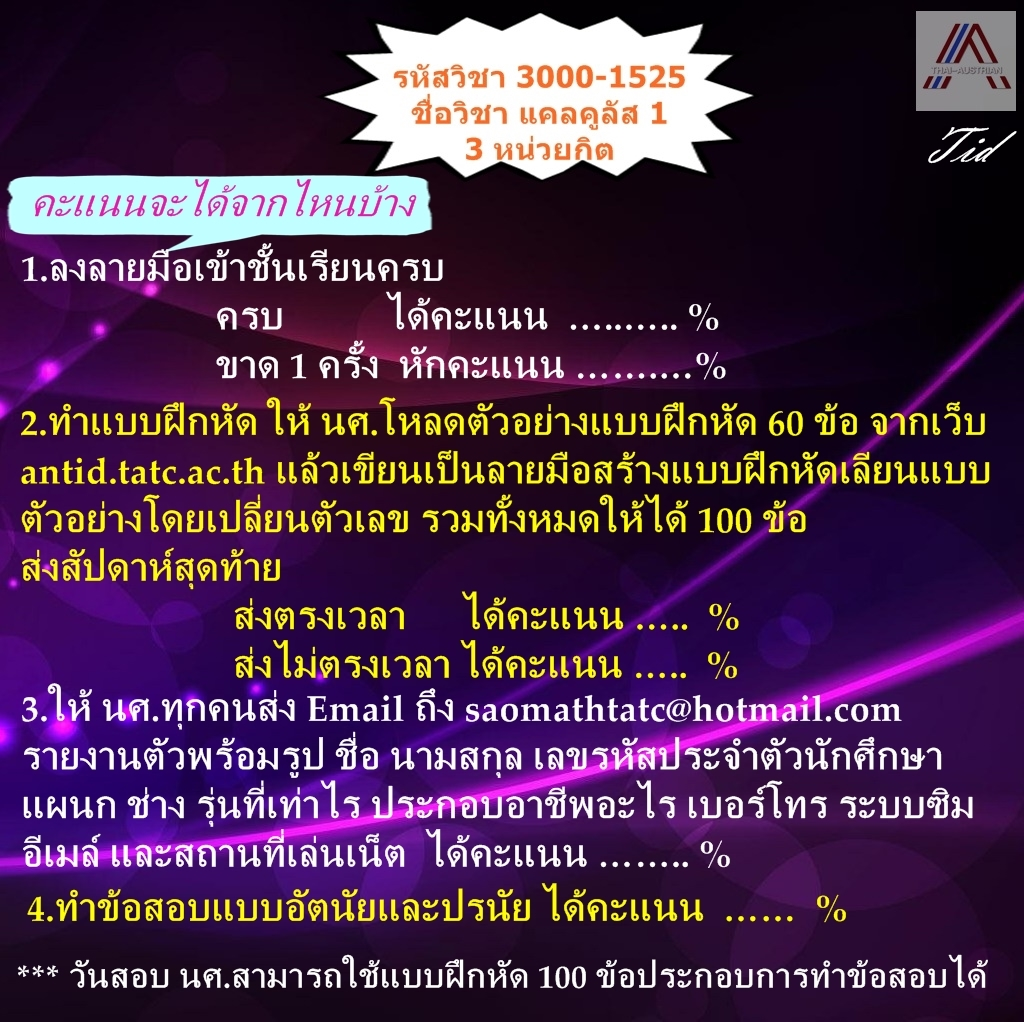 รหัสวิชา 3000-1525
ชื่อวิชา แคลคูลัส 1
3 หน่วยกิต
THAI-AUSTRIAN
Tid
คะแนนจะได้จากไหนบ้าง
1.ลงลายมือเข้าชั้นเรียนครบ
ครบ ได้คะแนน …..….. %
ขาด 1 ครั้ง หักคะแนน ……….%
2.ทำแบบฝึกหัด ให้ นศ.โหลดตัวอย่างแบบฝึกหัด 60 ข้อ จากเว็บ
antid.tatc.ac.th แล้วเขียนเป็นลายมือสร้างแบบฝึกหัดเลียนแบบ
ตัวอย่างโดยเปลี่ยนตัวเลข รวมทั้งหมดให้ได้ 100 ข้อ
ส่งสัปดาห์สุดท้าย
ส่งตรงเวลา ได้คะแนน ….. %
ส่งไม่ตรงเวลา ได้คะแนน ….. %
3.ให้ นศ.ทุกคนส่ง Email ถึง saomathtatc@hotmail.com
รายงานตัวพร้อมรูป ชื่อ นามสกุล เลขรหัสประจำตัวนักศึกษา
แผนก ช่าง รุ่นที่เท่าไร ประกอบอาชีพอะไร เบอร์โทร ระบบซิม
อีเมล์ และสถานที่เล่นเน็ต ได้คะแนน …….. %
4.ทำข้อสอบแบบอัตนัยและปรนัย ได้คะแนน …… %
*** วันสอบ นศ.สามารถใช้แบบฝึกหัด 100 ข้อประกอบการทำข้อสอบได้